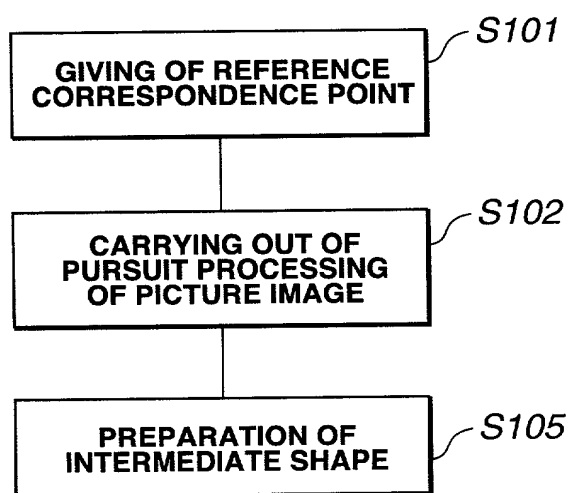 S101
GIVING OF REFERENCE
CORRESPONDENCE POINT
S102
CARRYING OUT OF
PURSUIT PROCESSING
OF PICTURE IMAGE
S105
PREPARATION OF
INTERMEDIATE SHAPE